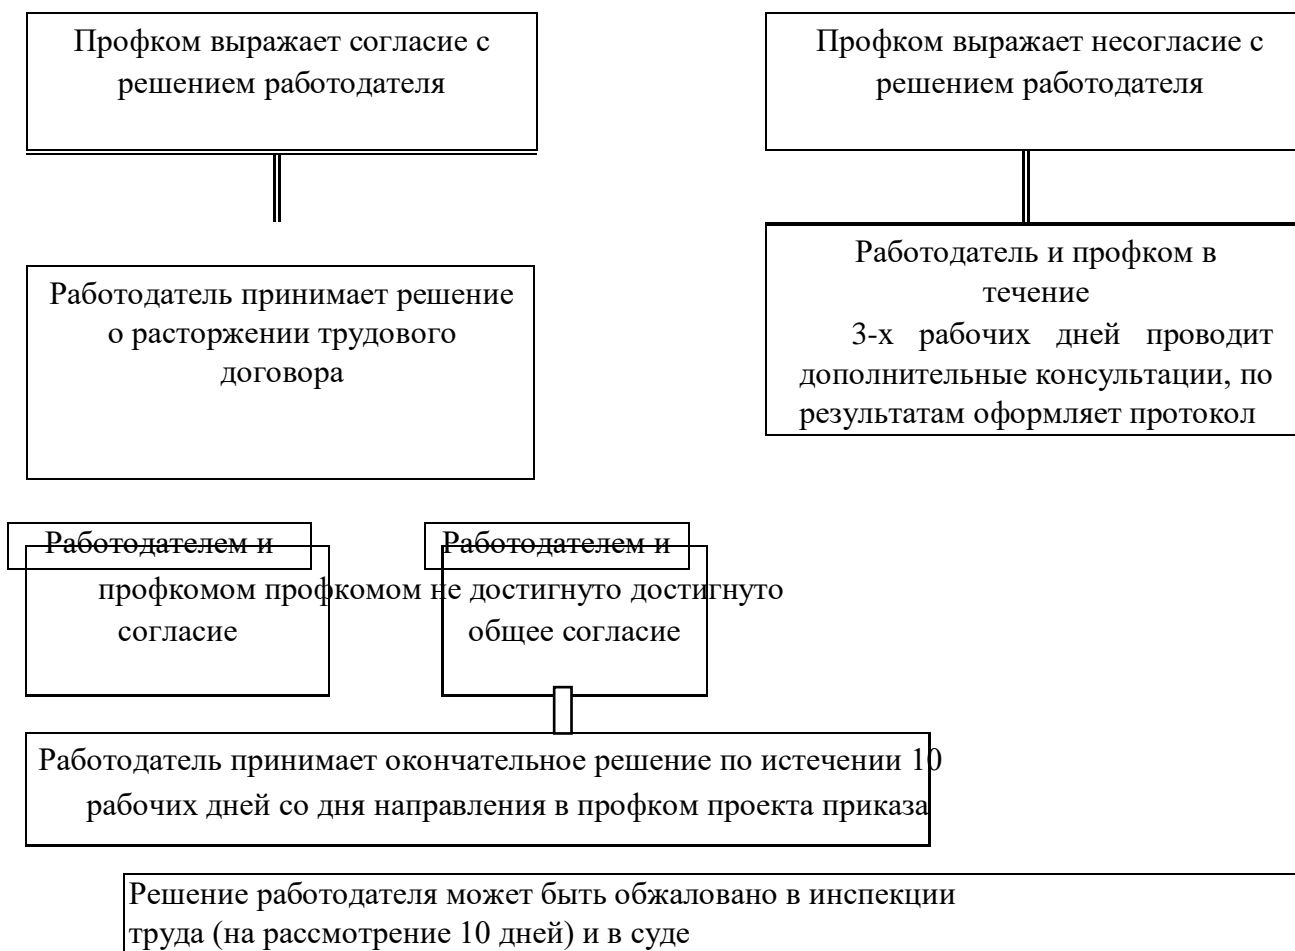 Профком выражает согласие с
решением работодателя
Профком выражает несогласие с
решением работодателя
Работодатель принимает решение
о расторжении трудового
договора
Работодатель и профком в
течение
3-х рабочих дней проводит
дополнительные консультации, по
результатам оформляет протокол
Работодателем и
Работодателем и
профкомом профкомом не достигнуто достигнуто
согласие
общее согласие
Работодатель принимает окончательное решение по истечении 10
рабочих дней со дня направления в профком проекта приказа
Решение работодателя может быть обжаловано в инспекции
труда (на рассмотрение 10 дней) и в суде